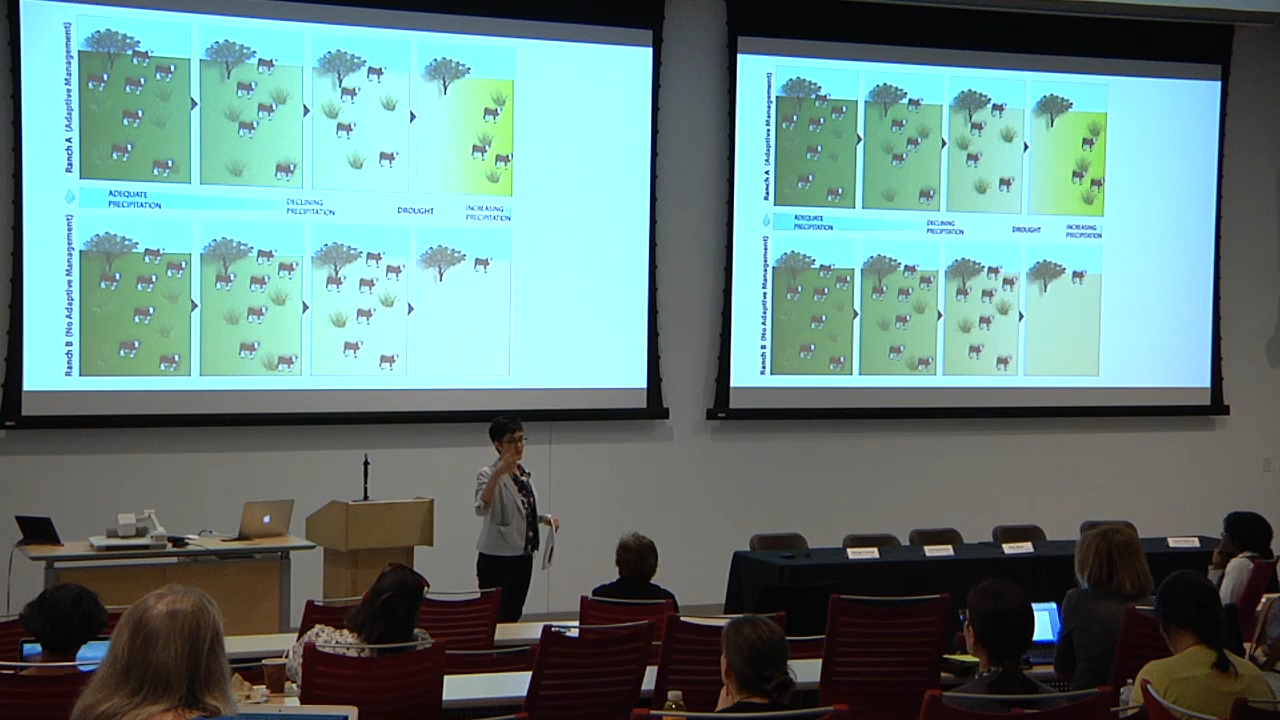 Ranch A (Adaptive Management)
ADEQUATE
PRECIPITATION
DECLINING
PRECIPITATION
DROUGHT
INCREASING
PRECIPITATION
Ranch B (No Adaptive Management)
Ranch A (Adaptive Management)
ADEQUATE
PRECIPITATION
DECLINING
PRECIPITATION
DROUGHT
INCREASING
PRECIPITATION
Ranch B (No Adaptive Management)